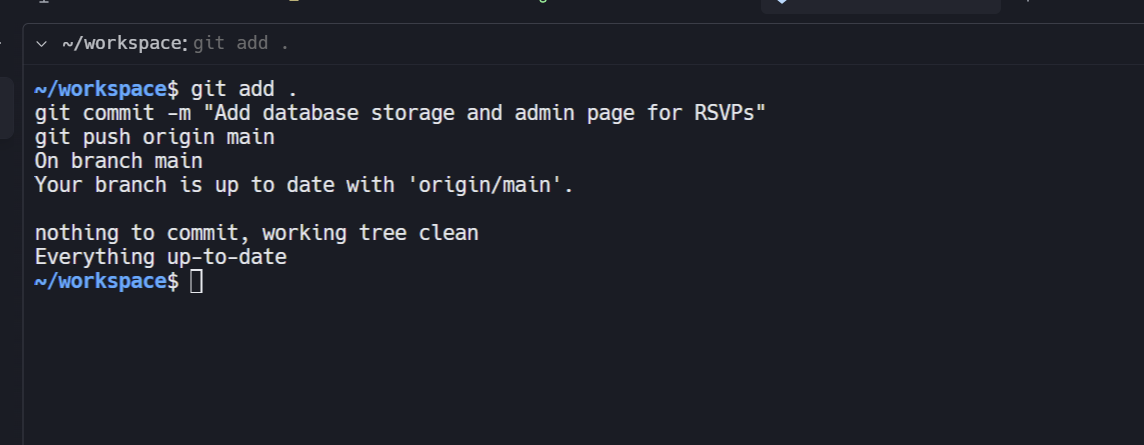 ~/workspace: git add .
~/workspace$ git add .
git commit -m "Add database storage and admin page for RSVPs"
git push origin main
On branch main
Your branch is up to date with 'origin/main'.
nothing to commit, working tree clean
Everything up-to-date
~/workspace$